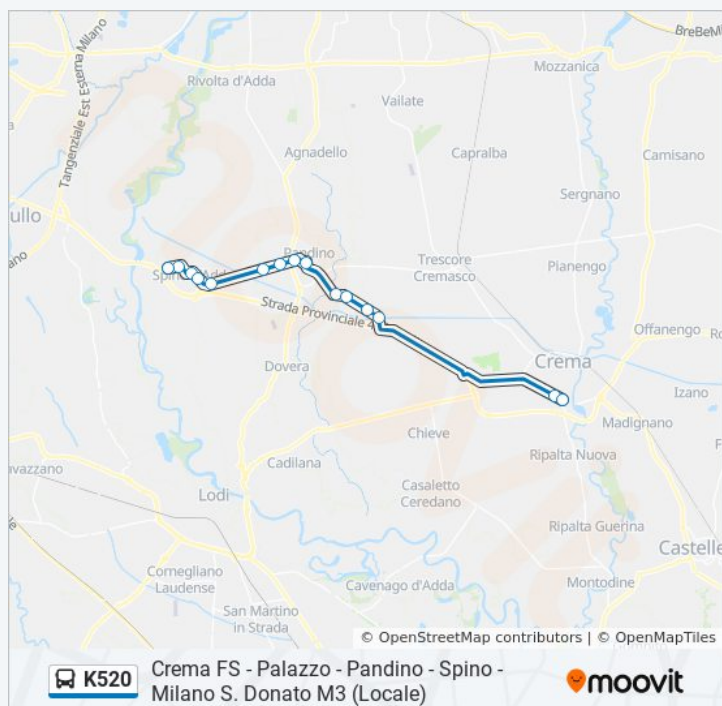 BreBeMi
Mozzanica
Rivolta d'Adda
Vailate
Tangenziale Est Esterna Milano
Agnadello
Capralba
Camisano
Sergnano
Pandino
Trescore
Cremasco
Pianengo
Strada Provinciale 4
Offanengo
Crema
Dovera
Izano
Madignano
Chieve
Ripalta Nuova
Cadilana
Casaletto
Ceredano
Lodi
Ripalta Guerina
Castelle
Cornegliano
Laudense
Cavenago d'Adda
Montodine
San Martino
in Strada
© OpenStreetMap contributors | © OpenMapTiles
K520
Crema FS - Palazzo - Pandino - Spino -
Milano S. Donato M3 (Locale)
moovit